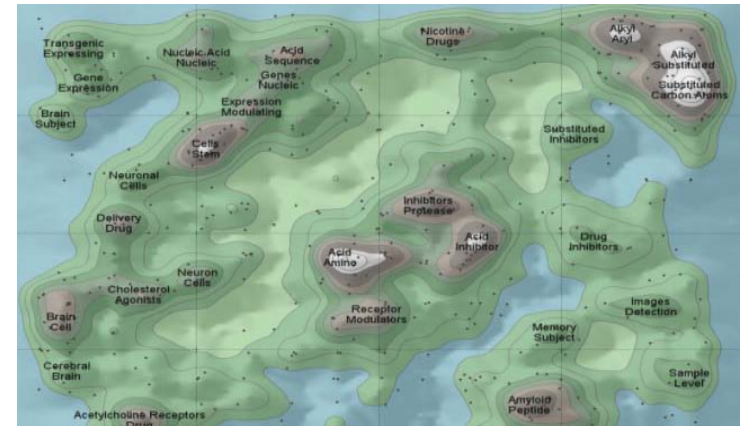 Transgenic
Expressing
Nucleic Acid
Nucleic
Acid
Sequence
Nicotine
Drugs
Alkyl
Aryl
Alkyl
Substituted
Substituted
Carbon Atoms
Gene
Expression
Genes
Nucleic
Expression
Modulating
Brain
Subject
Cells
Stem
Substituted
Inhibitors
Neuronal
Cells
Inhibitors
Protease
Delivery
Drug
Acid
Inhibitor
Drug
Inhibitors
Acid
Amino
Neuron
Cells
Cholesterol
Agonists
Brain
Cell
Receptor
Modulators
Images
Detection
Memory
Subject
Cerebral
Brain
Sample
Level
Amyloid
Peptide
Acetylcholine Receptors
Drug